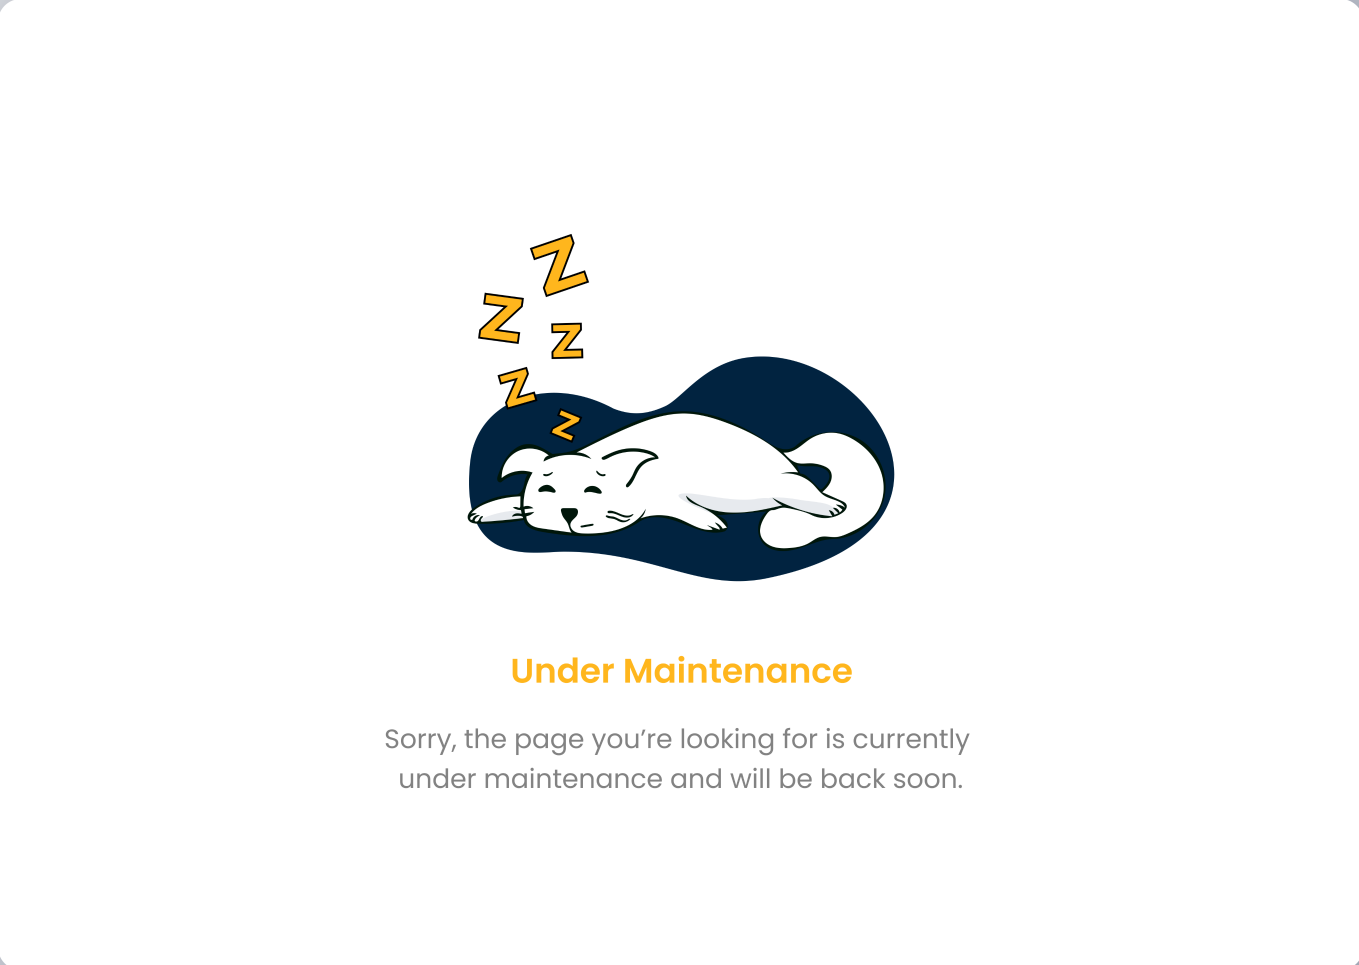 Z
Z
Z
Z
Z
Under Maintenance
Sorry, the page you’re looking for is currently
under maintenance and will be back soon.